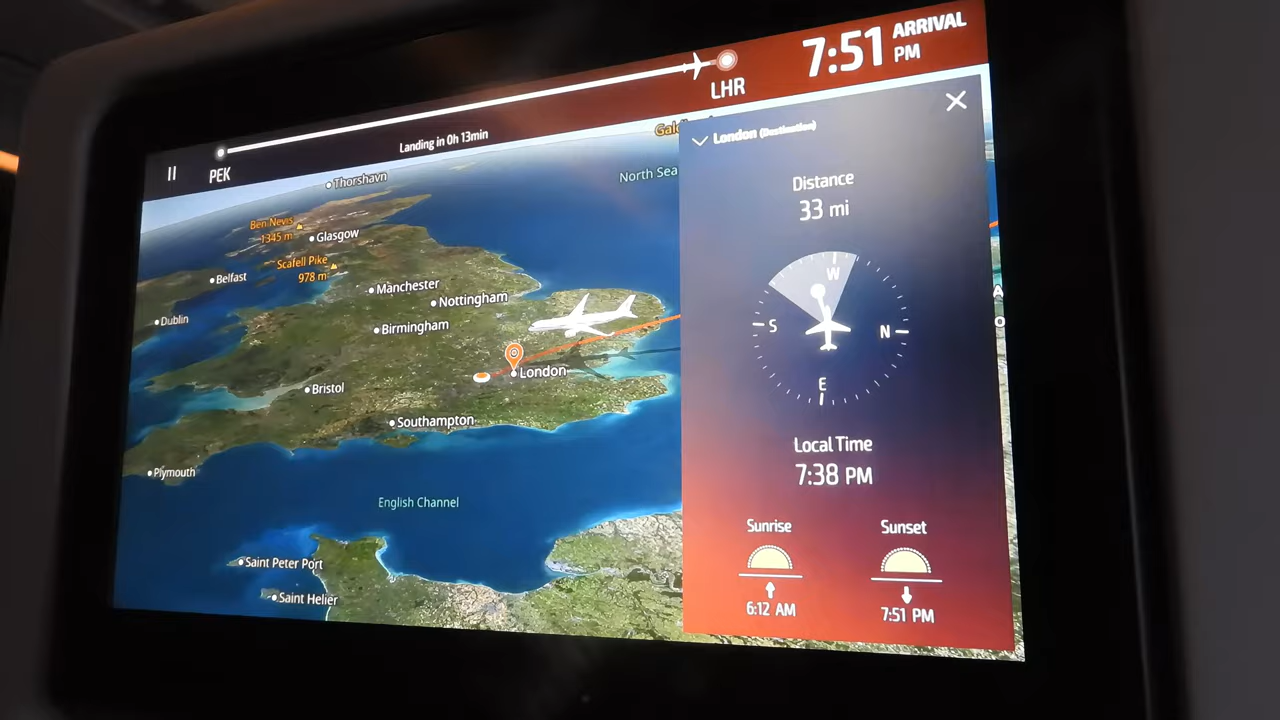 7:51 ARRIVAL
PM
LHR
Landing in 0h 13min
PEK
Thorshavn
North Sea
London (Destination)
Ben Nevis
1345 m
Glasgow
Scafell Pike
978 m
Belfast
Manchester
Nottingham
Dublin
Birmingham
London
Bristol
Southampton
Plymouth
English Channel
Saint Peter Port
Saint Helier
Distance
33 mi
W
S
N
E
Local Time
7:38 PM
Sunrise
Sunset
6:12 AM
7:51 PM